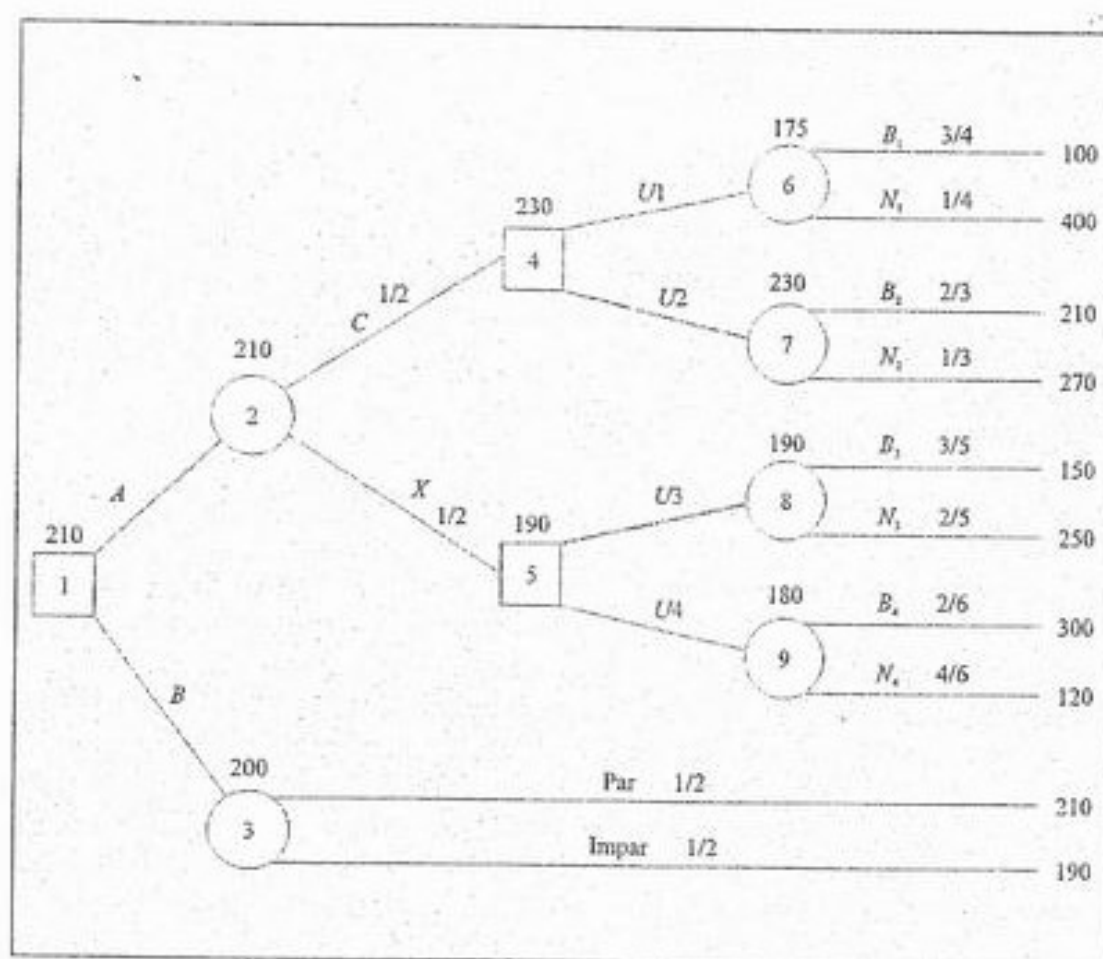 175 B₁ 3/4 100
6
U1 N₁ 1/4 400
230
4
U2 230 B₂ 2/3 210
1/2
C 7
N₂ 1/3 270
210
2
190 B₃ 3/5 150
A X U3 8
1/2 190 N₃ 2/5 250
210
5
1 180 B₄ 2/6 300
U4
9
N₄ 4/6 120
B
200 Par 1/2 210
3
Impar 1/2 190